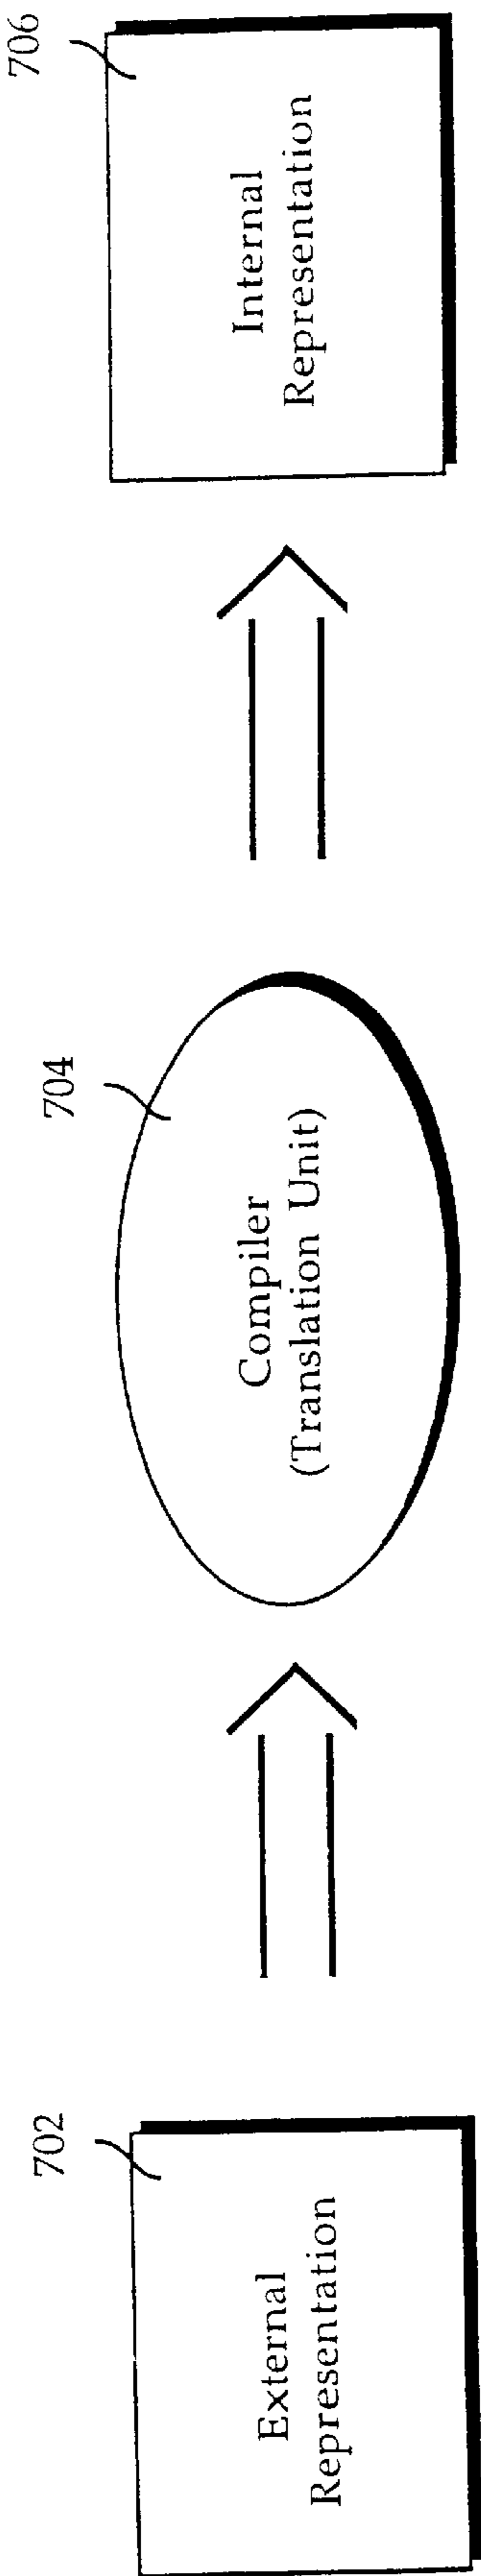 702
External
Representation
704
Compiler
(Translation Unit)
706
Internal
Representation